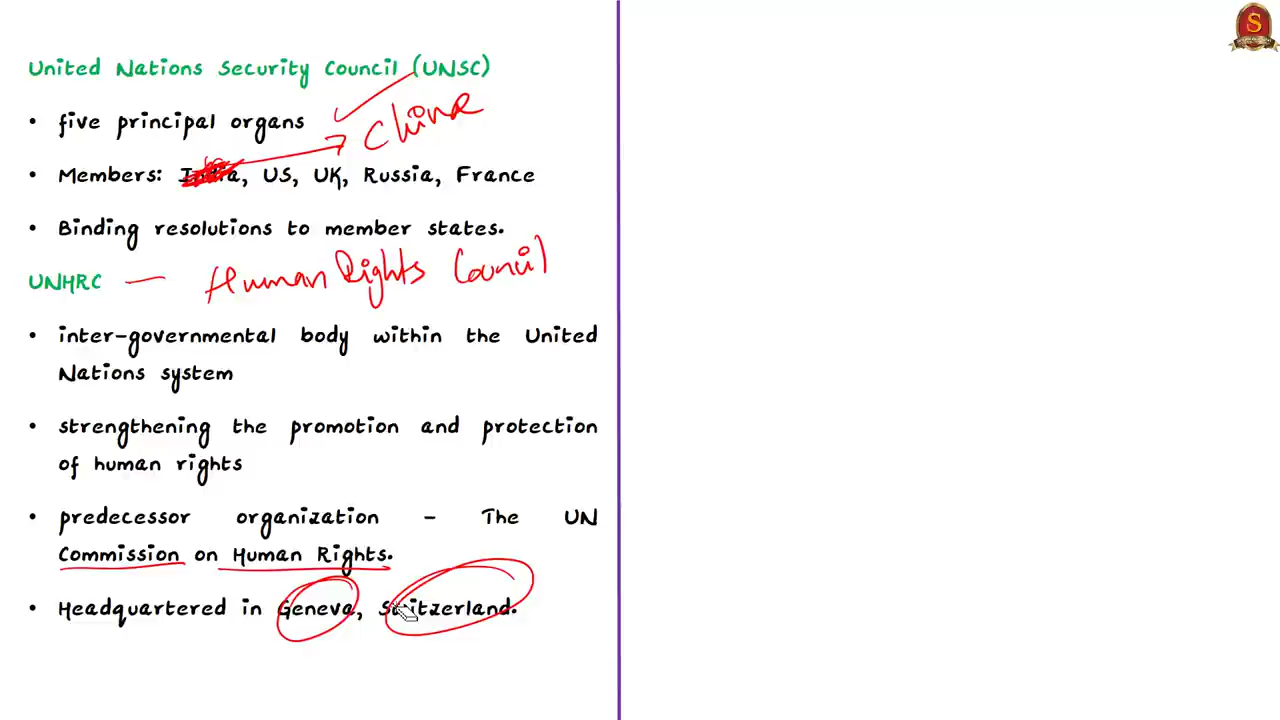 United Nations Security Council (UNSC)
• five principal organs
China
• Members: India, US, UK, Russia, France
• Binding resolutions to member states.
UNHRC — Human Rights Council
• inter-governmental body within the United
Nations system
• strengthening the promotion and protection
of human rights
• predecessor organization - The UN
Commission on Human Rights.
• Headquartered in Geneva, Switzerland.
S